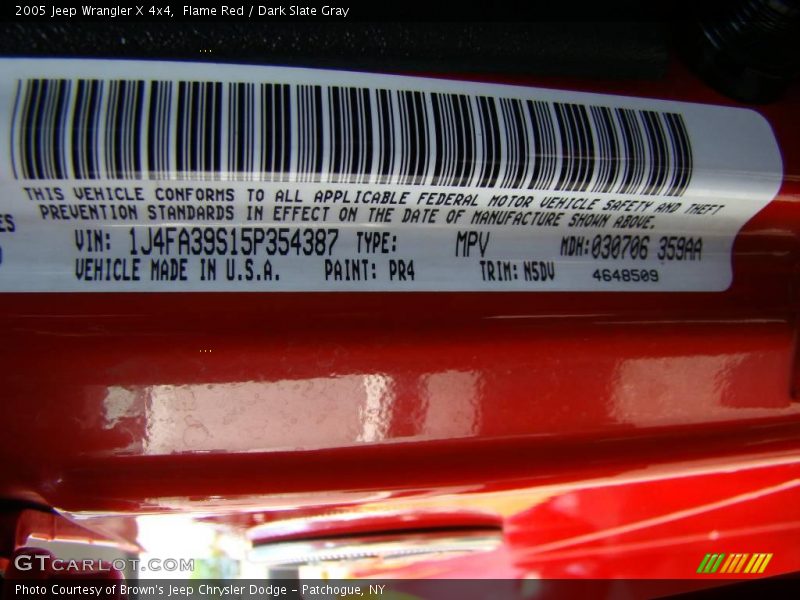 2005 Jeep Wrangler X 4x4,  Flame Red / Dark Slate Gray
THIS VEHICLE CONFORMS TO ALL APPLICABLE FEDERAL MOTOR VEHICLE SAFETY AND THEFT
PREVENTION STANDARDS IN EFFECT ON THE DATE OF MANUFACTURE SHOWN ABOVE.
VIN: 1J4FA39S15P354387 TYPE: MPV MDH:030706 359AA
VEHICLE MADE IN U.S.A. PAINT: PR4 TRIM: N5DV 4648509
GTCARLOT.COM
Photo Courtesy of Brown's Jeep Chrysler Dodge - Patchogue, NY